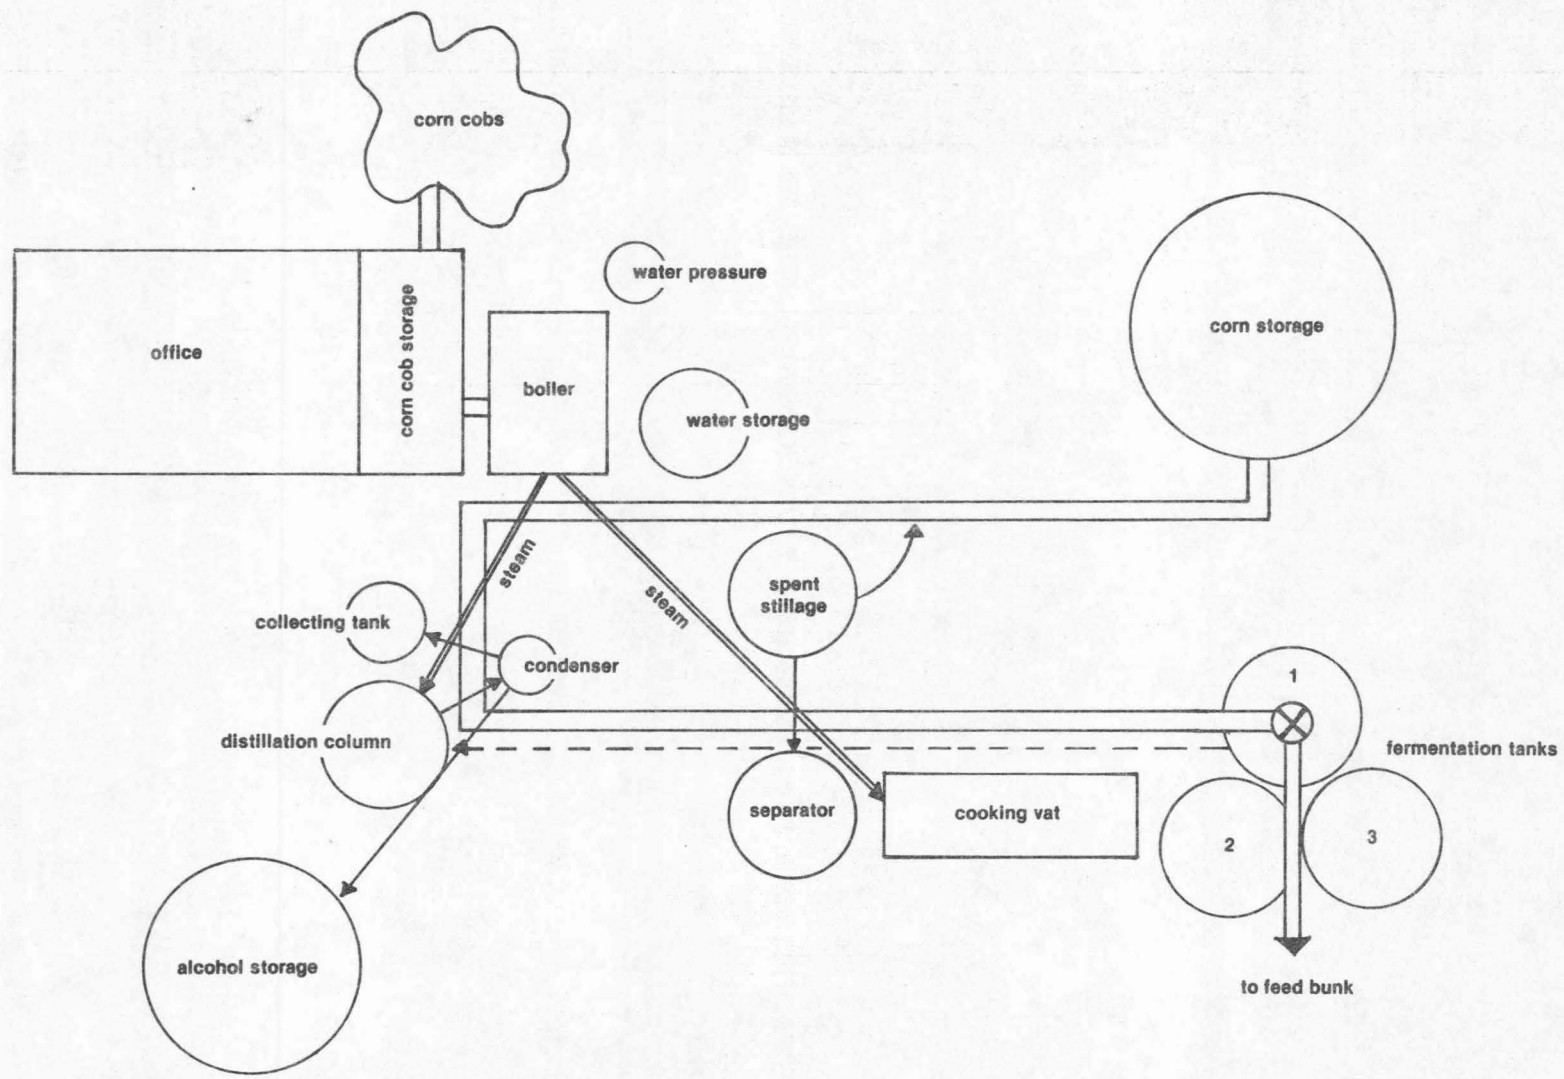 corn cobs
water pressure
corn storage
office
corn cob storage
boiler
water storage
steam
steam
spent
stillage
collecting tank
condenser
1
distillation column
fermentation tanks
separator
cooking vat
2
3
alcohol storage
to feed bunk